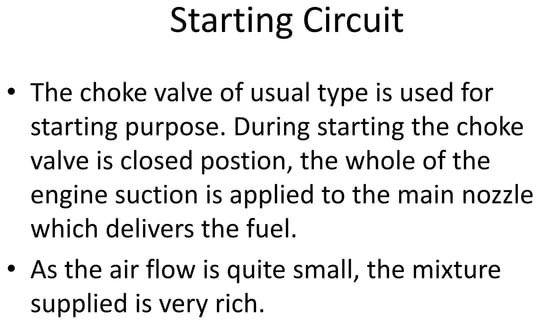 Starting Circuit
• The choke valve of usual type is used for
starting purpose. During starting the choke
valve is closed postion, the whole of the
engine suction is applied to the main nozzle
which delivers the fuel.
• As the air flow is quite small, the mixture
supplied is very rich.